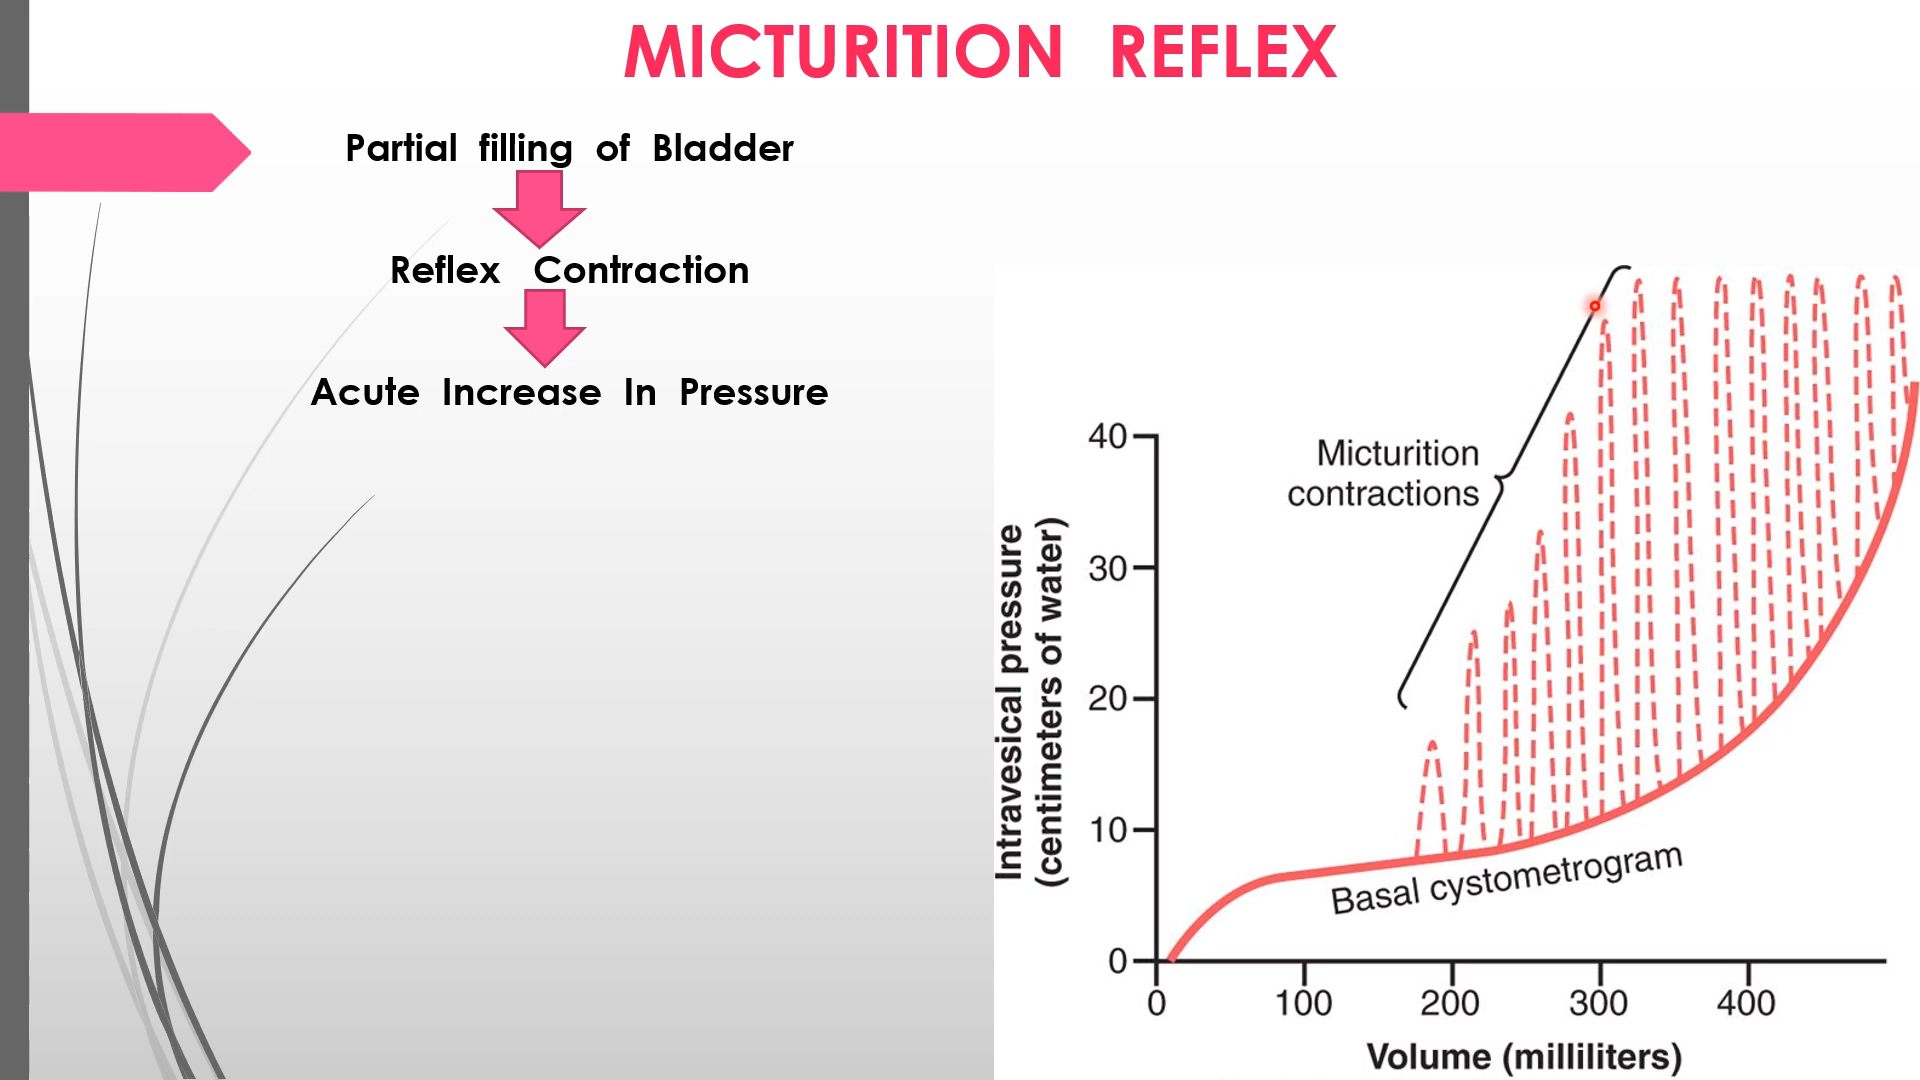 MICTURITION REFLEX
Partial filling of Bladder
Reflex Contraction
Acute Increase In Pressure
Micturition
contractions
Intravesical pressure
(centimeters of water)
40
30
20
10
0
Basal cystometrogram
0 100 200 300 400
Volume (milliliters)